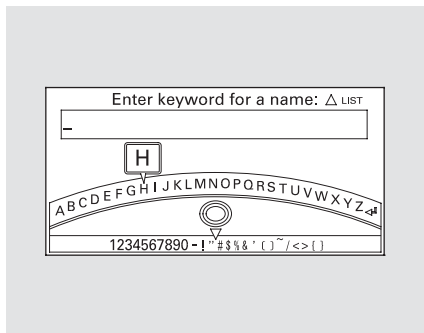 Enter keyword for a name: △ LIST
_
H
ABCDEFGHIJKLMNOPQRSTUVWXYZ
1234567890-!"#$%&'()~/<>{}